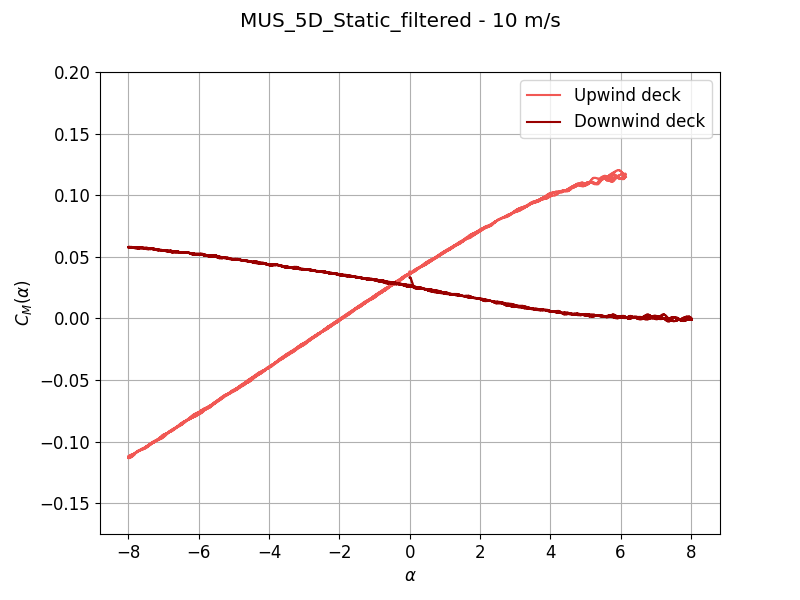 MUS_5D_Static_filtered - 10 m/s
0.20
0.15
0.10
0.05
0.00
−0.05
−0.10
−0.15
C_M(α)
Upwind deck
Downwind deck
−8 −6 −4 −2 0 2 4 6 8
α